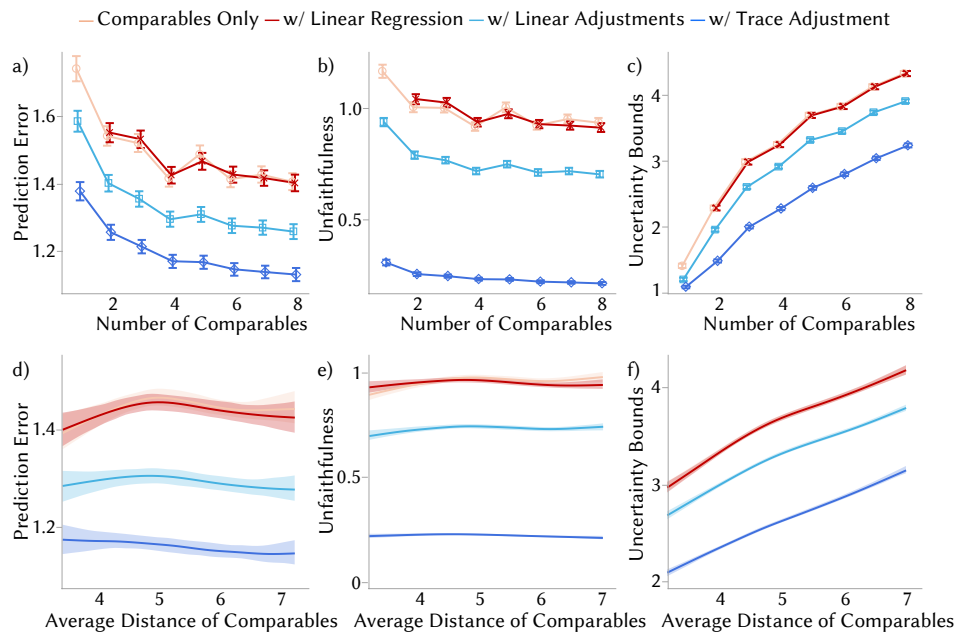 Comparables Only w/ Linear Regression w/ Linear Adjustments w/ Trace Adjustment
a)
Prediction Error
1.6
1.4
1.2
2 4 6 8
Number of Comparables
b)
Unfaithfulness
1.0
0.5
2 4 6 8
Number of Comparables
c)
Uncertainty Bounds
4
3
2
1
2 4 6 8
Number of Comparables
d)
Prediction Error
1.4
1.2
4 5 6 7
Average Distance of Comparables
e)
Unfaithfulness
1
0.5
0
4 5 6 7
Average Distance of Comparables
f)
Uncertainty Bounds
4
3
2
4 5 6 7
Average Distance of Comparables